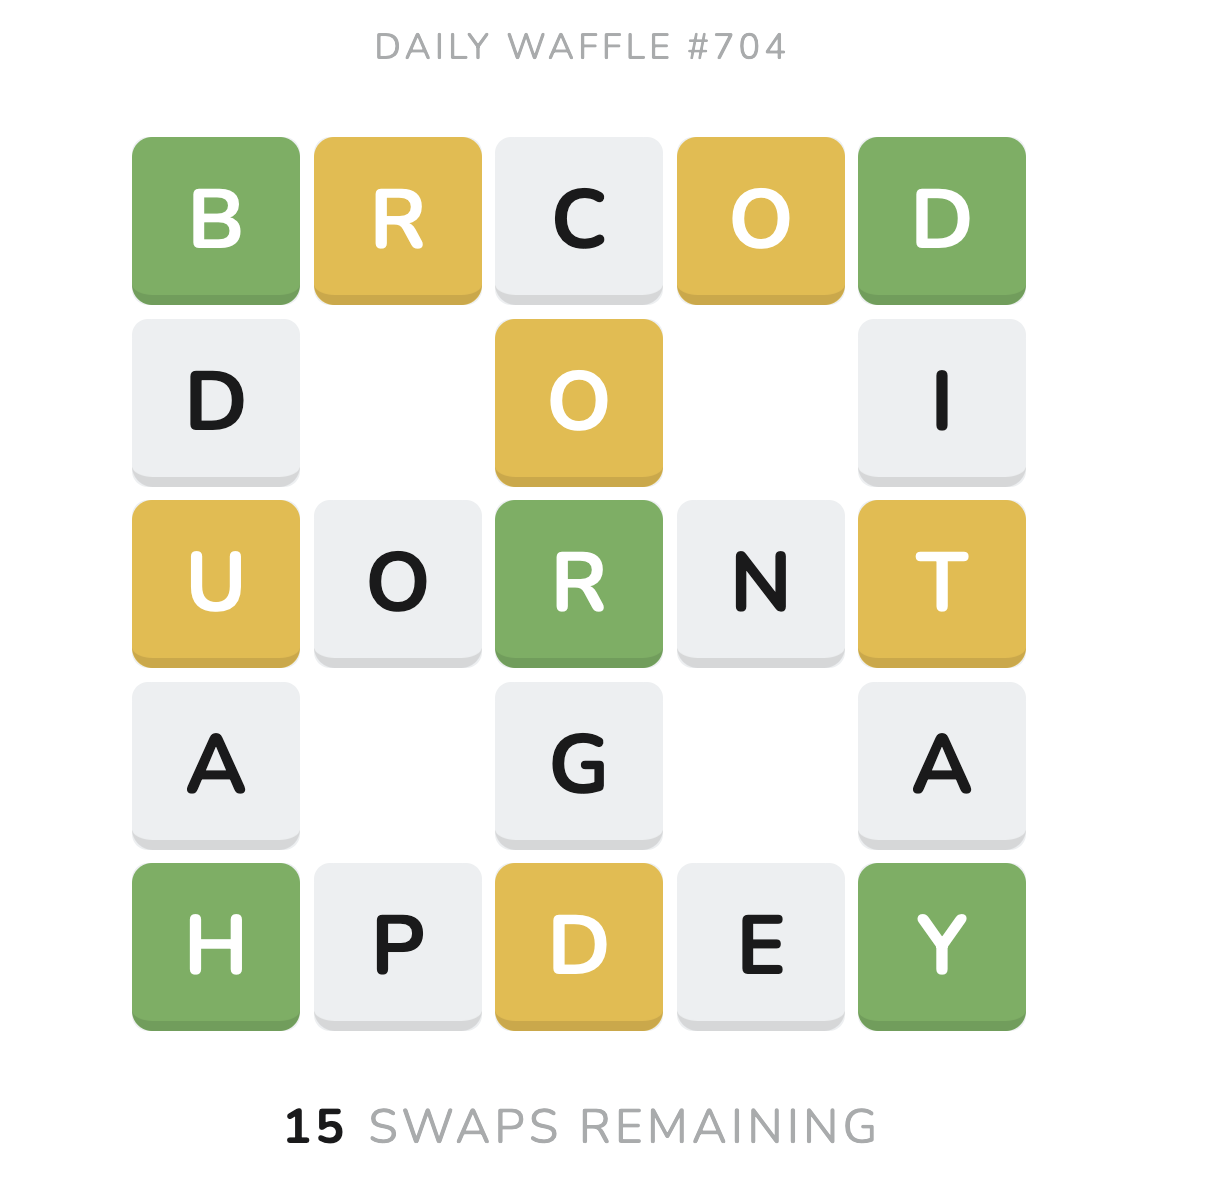 DAILY WAFFLE #704
B R C O D
D O I
U O R N T
A G A
H P D E Y
15 SWAPS REMAINING